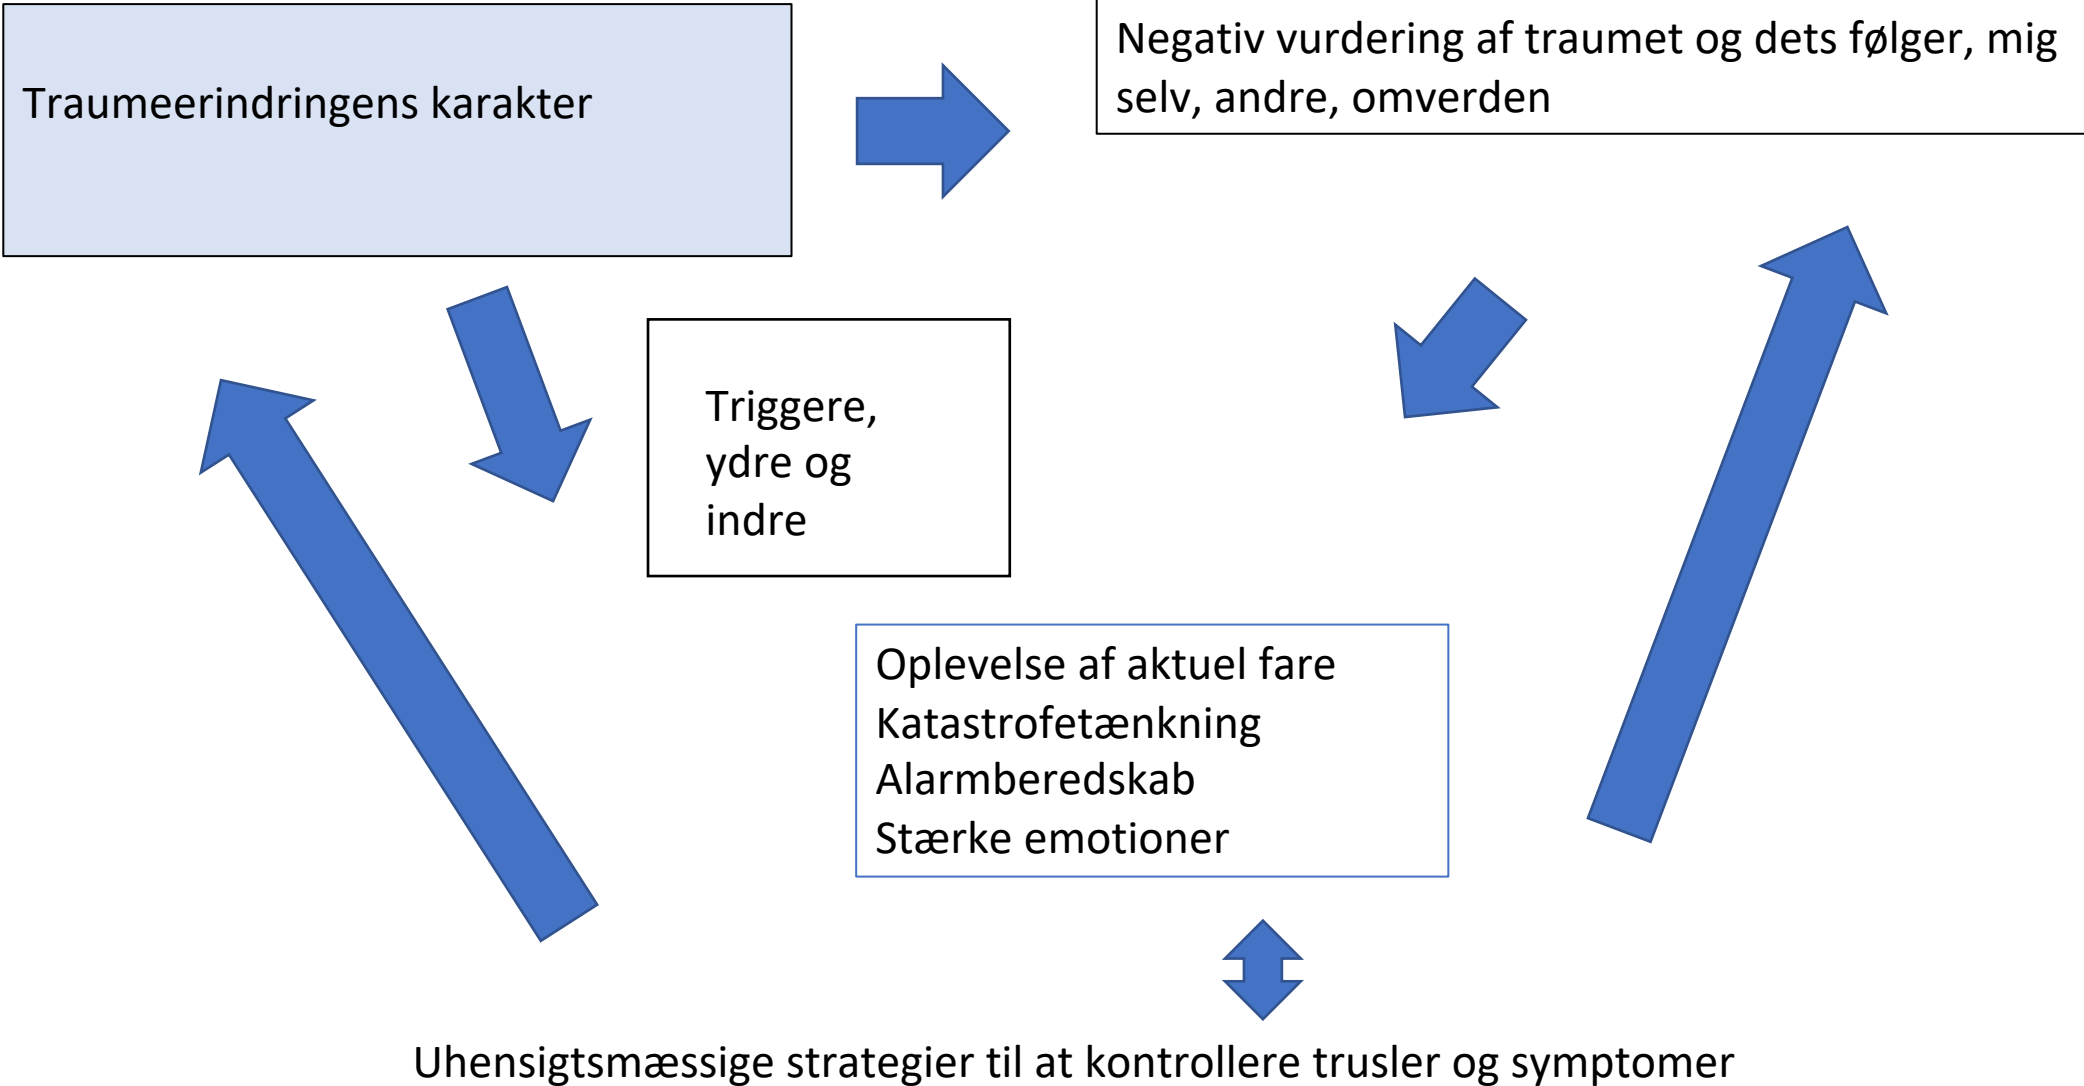 Traumeerindringens karakter
Negativ vurdering af traumet og dets følger, mig
selv, andre, omverden
Triggere,
ydre og
indre
Oplevelse af aktuel fare
Katastrofetænkning
Alarmberedskab
Stærke emotioner
Uhensigtsmæssige strategier til at kontrollere trusler og symptomer